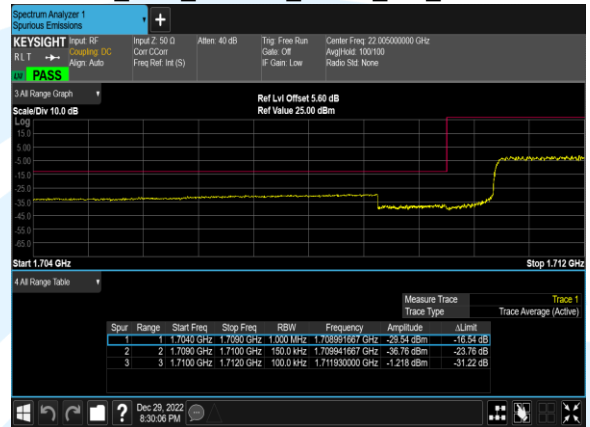 Spectrum Analyzer 1
Spurious Emissions
KEYSIGHT Input: RF Input Z: 50 Ω Atten: 40 dB Trig: Free Run Center Freq: 22.005000000 GHz
RLT Coupling: DC Corr CCorr Gate: Off Avg|Hold: 100/100
Align: Auto Freq Ref: Int (S) IF Gain: Low Radio Std: None
PASS
3 All Range Graph
Ref Lvl Offset 5.60 dB
Scale/Div 10.0 dB Ref Value 25.00 dBm
Log
15.0
5.00
-5.00
-15.0
-25.0
-35.0
-45.0
-55.0
-65.0
Start 1.704 GHz Stop 1.712 GHz
4 All Range Table
Measure Trace Trace 1
Trace Type Trace Average (Active)
Spur Range Start Freq Stop Freq RBW Frequency Amplitude ΔLimit
1 1 1.7040 GHz 1.7090 GHz 1.000 MHz 1.708991667 GHz -29.54 dBm -16.54 dB
2 2 1.7090 GHz 1.7100 GHz 150.0 kHz 1.709941667 GHz -36.76 dBm -23.76 dB
3 3 1.7100 GHz 1.7120 GHz 100.0 kHz 1.711930000 GHz -1.218 dBm -31.22 dB
Dec 29, 2022
8:30:06 PM